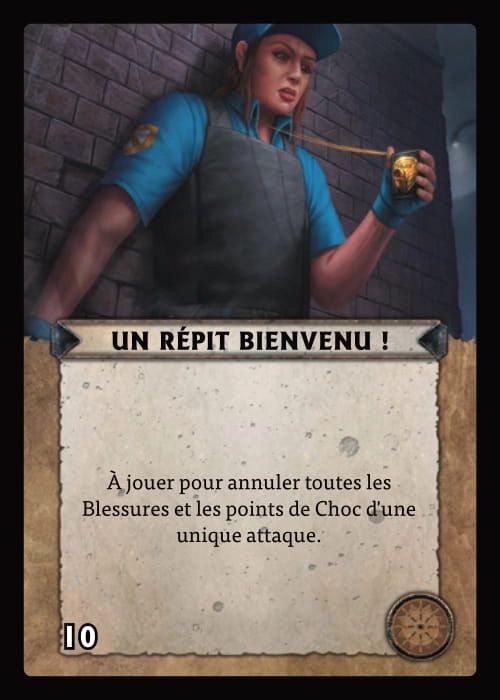 UN RÉPIT BIENVENU !
À jouer pour annuler toutes les
Blessures et les points de Choc d'une
unique attaque.
10